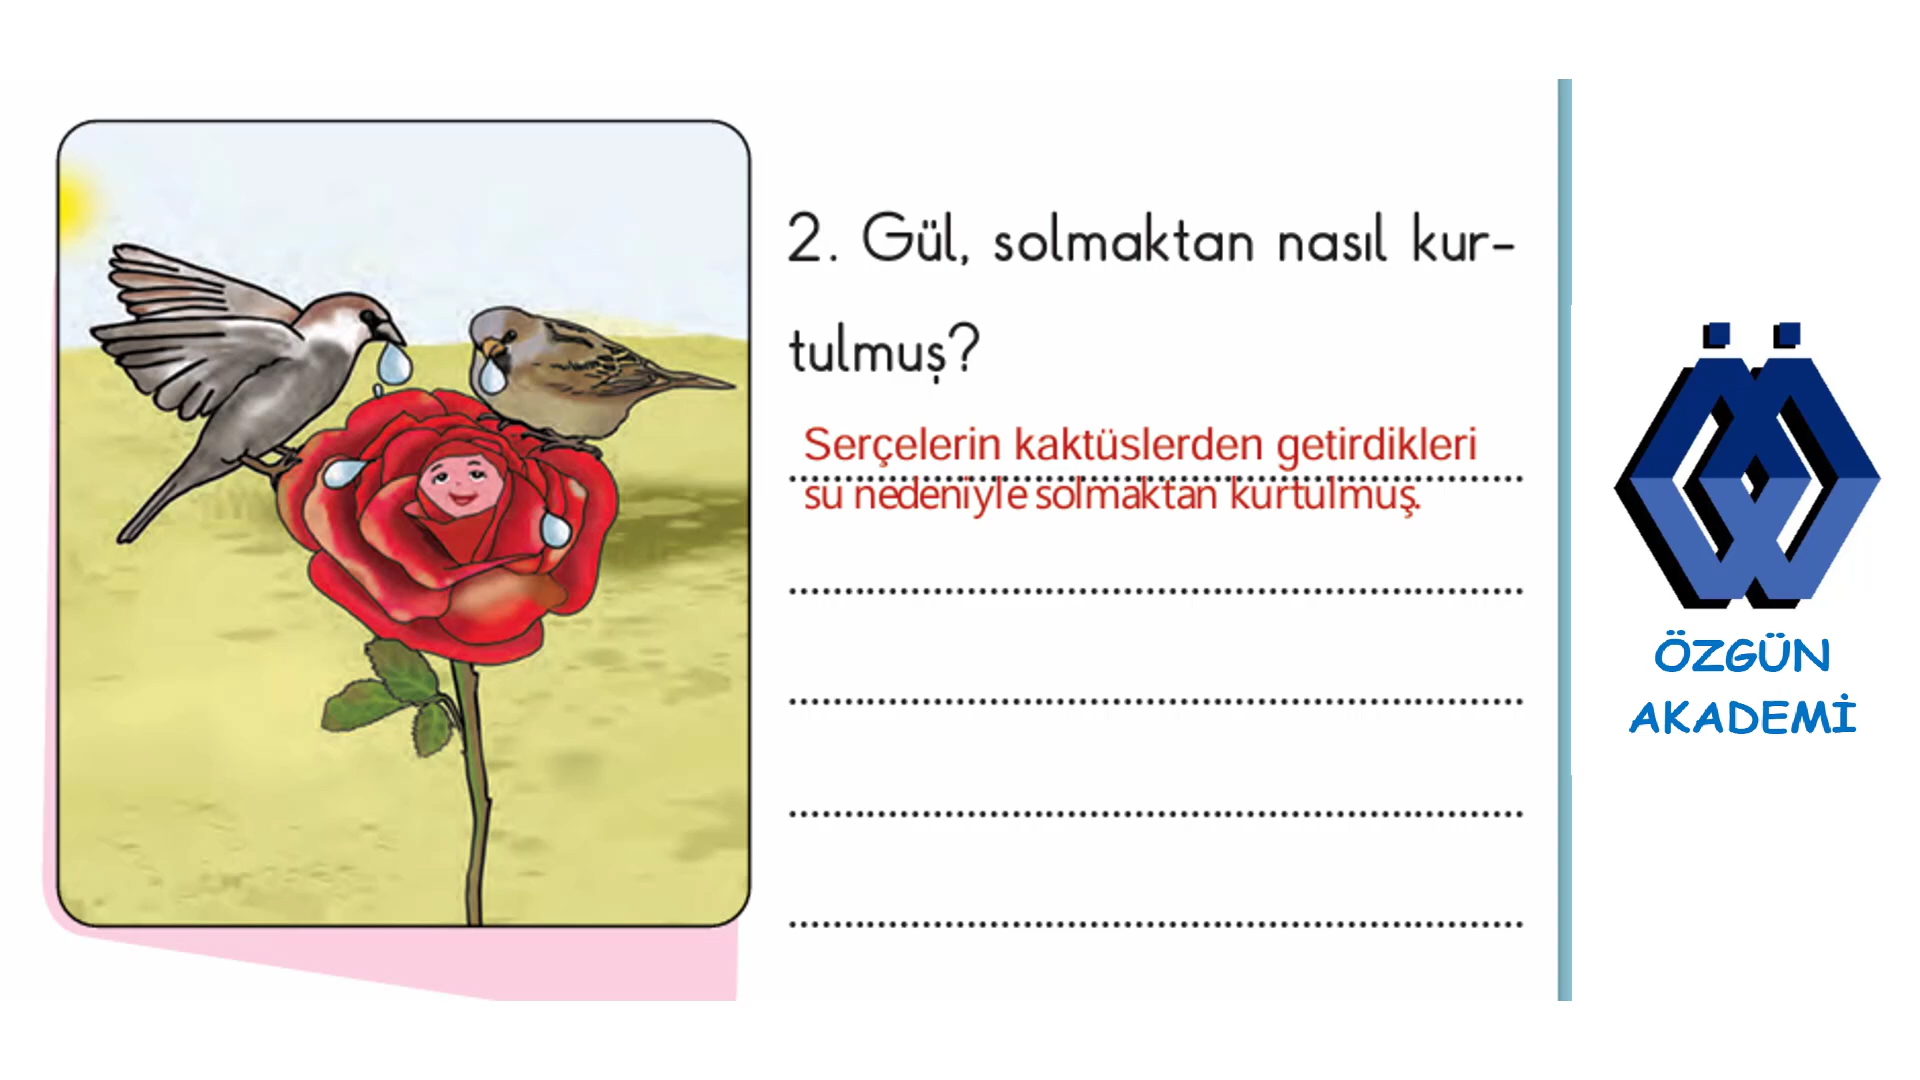 2. Gül, solmaktan nasıl kur-
tulmuş?
Serçelerin kaktüslerden getirdikleri
su nedeniyle solmaktan kurtulmuş.
ÖZGÜN
AKADEMİ